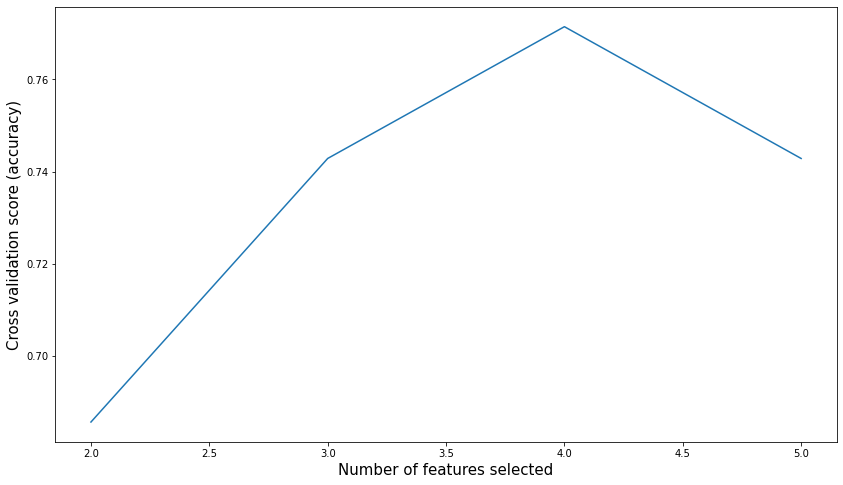 Cross validation score (accuracy)
0.76
0.74
0.72
0.70
2.0 2.5 3.0 3.5 4.0 4.5 5.0
Number of features selected